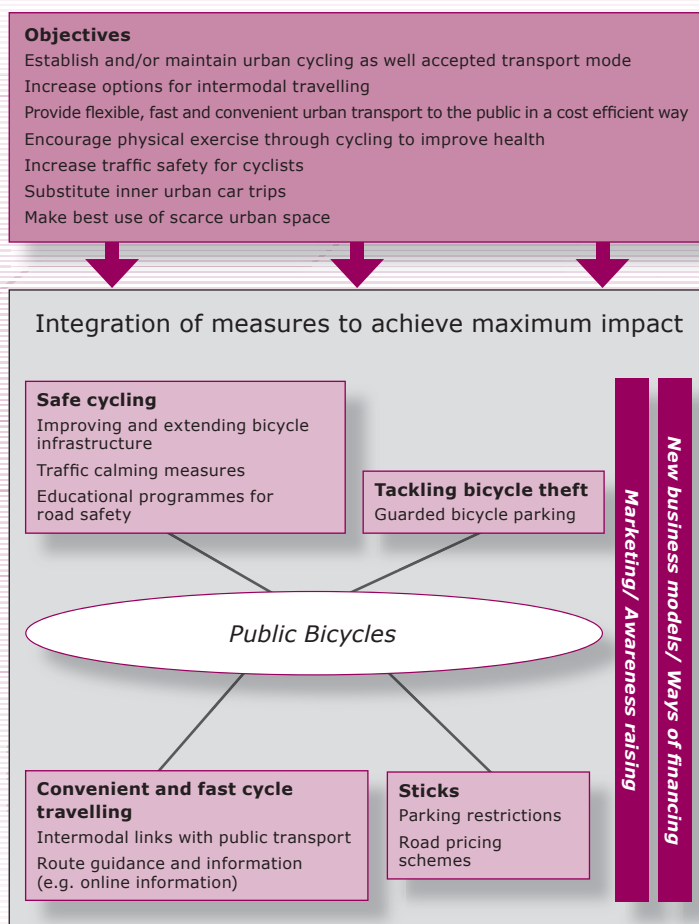 Objectives
Establish and/or maintain urban cycling as well accepted transport mode
Increase options for intermodal travelling
Provide flexible, fast and convenient urban transport to the public in a cost efficient way
Encourage physical exercise through cycling to improve health
Increase traffic safety for cyclists
Substitute inner urban car trips
Make best use of scarce urban space
Integration of measures to achieve maximum impact
Safe cycling
Improving and extending bicycle
infrastructure
Traffic calming measures
Educational programmes for
road safety
Tackling bicycle theft
Guarded bicycle parking
Public Bicycles
Convenient and fast cycle
travelling
Intermodal links with public transport
Route guidance and information
(e.g. online information)
Sticks
Parking restrictions
Road pricing
schemes
Marketing/ Awareness raising
New business models/ Ways of financing